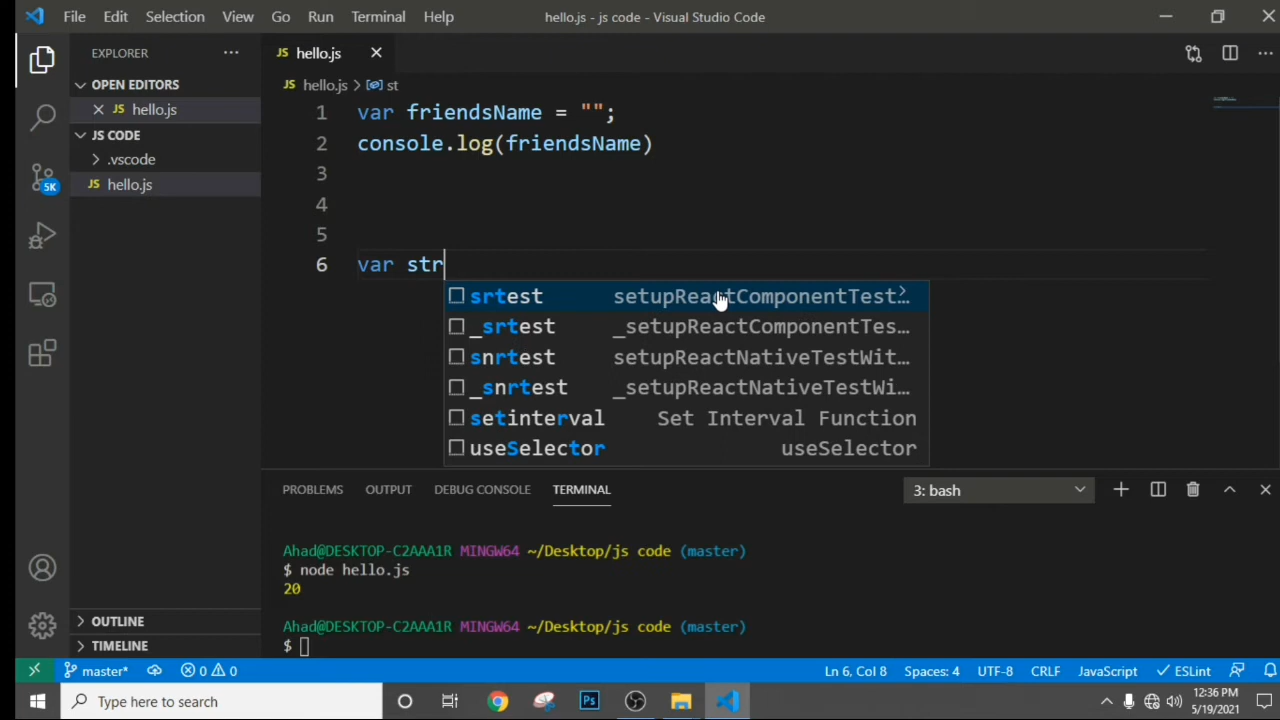 File Edit Selection View Go Run Terminal Help hello.js - js code - Visual Studio Code
EXPLORER ···
JS hello.js
OPEN EDITORS
JS hello.js
JS CODE
.vscode
JS hello.js
JS hello.js > st
1 var friendsName = "";
2 console.log(friendsName)
3
4
5
6 var str
srtest setupReactComponentTest…
_srtest _setupReactComponentTes…
snrtest setupReactNativeTestWit…
_snrtest _setupReactNativeTestWi…
setinterval Set Interval Function
useSelector useSelector
5K
PROBLEMS OUTPUT DEBUG CONSOLE TERMINAL 3: bash
Ahad@DESKTOP-C2AAA1R MINGW64 ~/Desktop/js code (master)
$ node hello.js
20
Ahad@DESKTOP-C2AAA1R MINGW64 ~/Desktop/js code (master)
$
OUTLINE
TIMELINE
master* 0 0 Ln 6, Col 8 Spaces: 4 UTF-8 CRLF JavaScript ESLint
Type here to search Ps 12:36 PM
5/19/2021